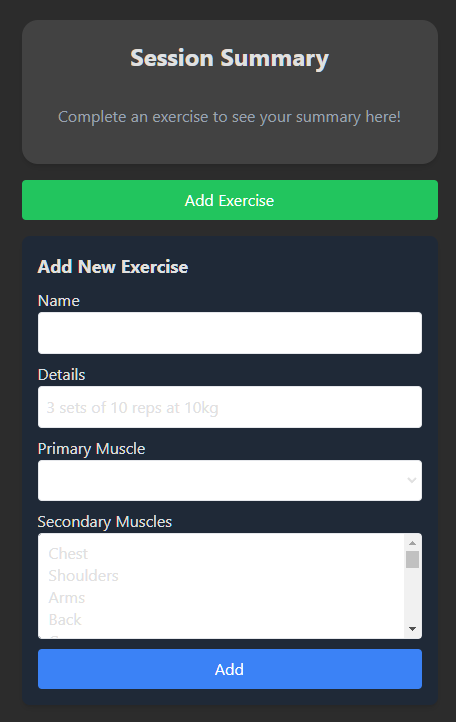 Session Summary
Complete an exercise to see your summary here!
Add Exercise
Add New Exercise
Name
Details
3 sets of 10 reps at 10kg
Primary Muscle
Secondary Muscles
Chest
Shoulders
Arms
Back
Add